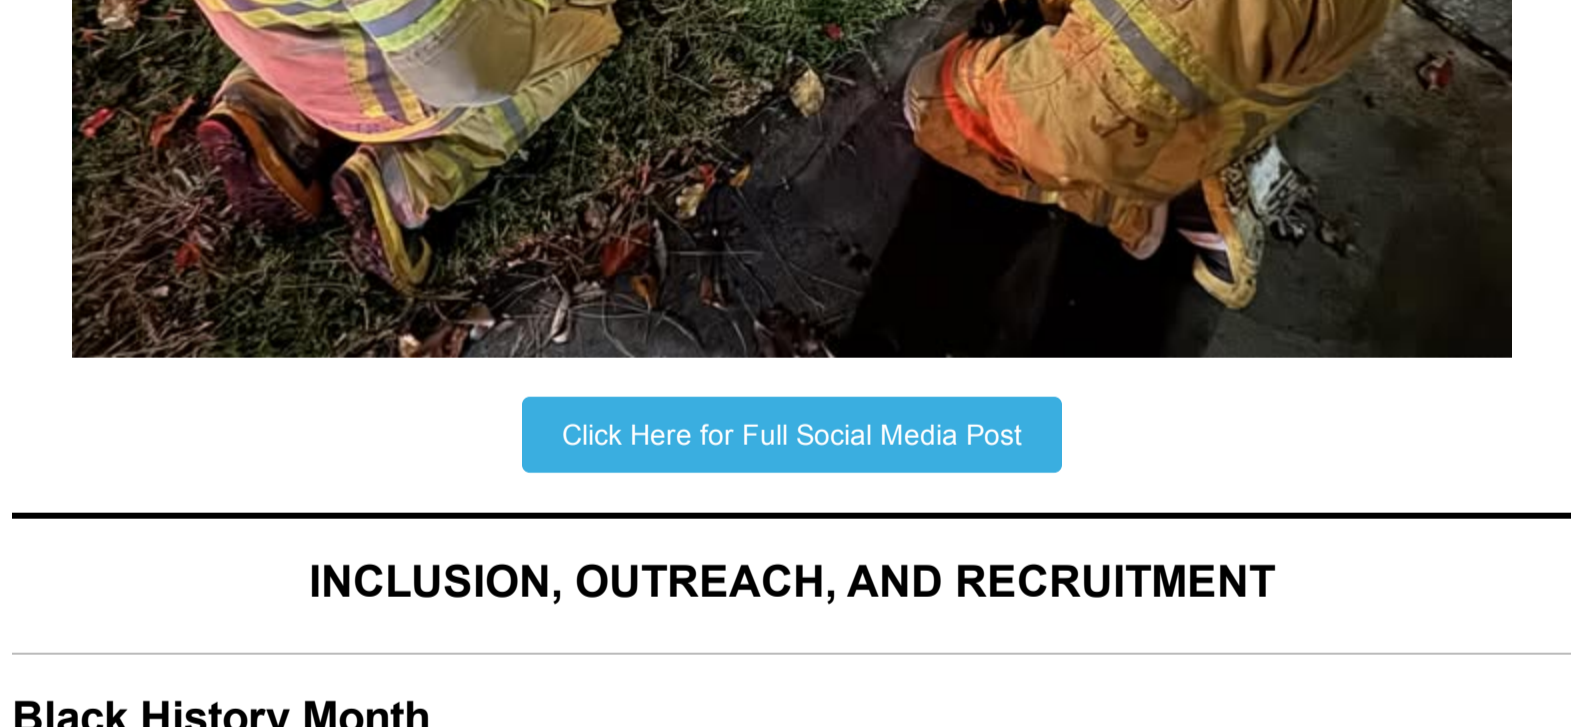 Click Here for Full Social Media Post
INCLUSION, OUTREACH, AND RECRUITMENT
Black History Month